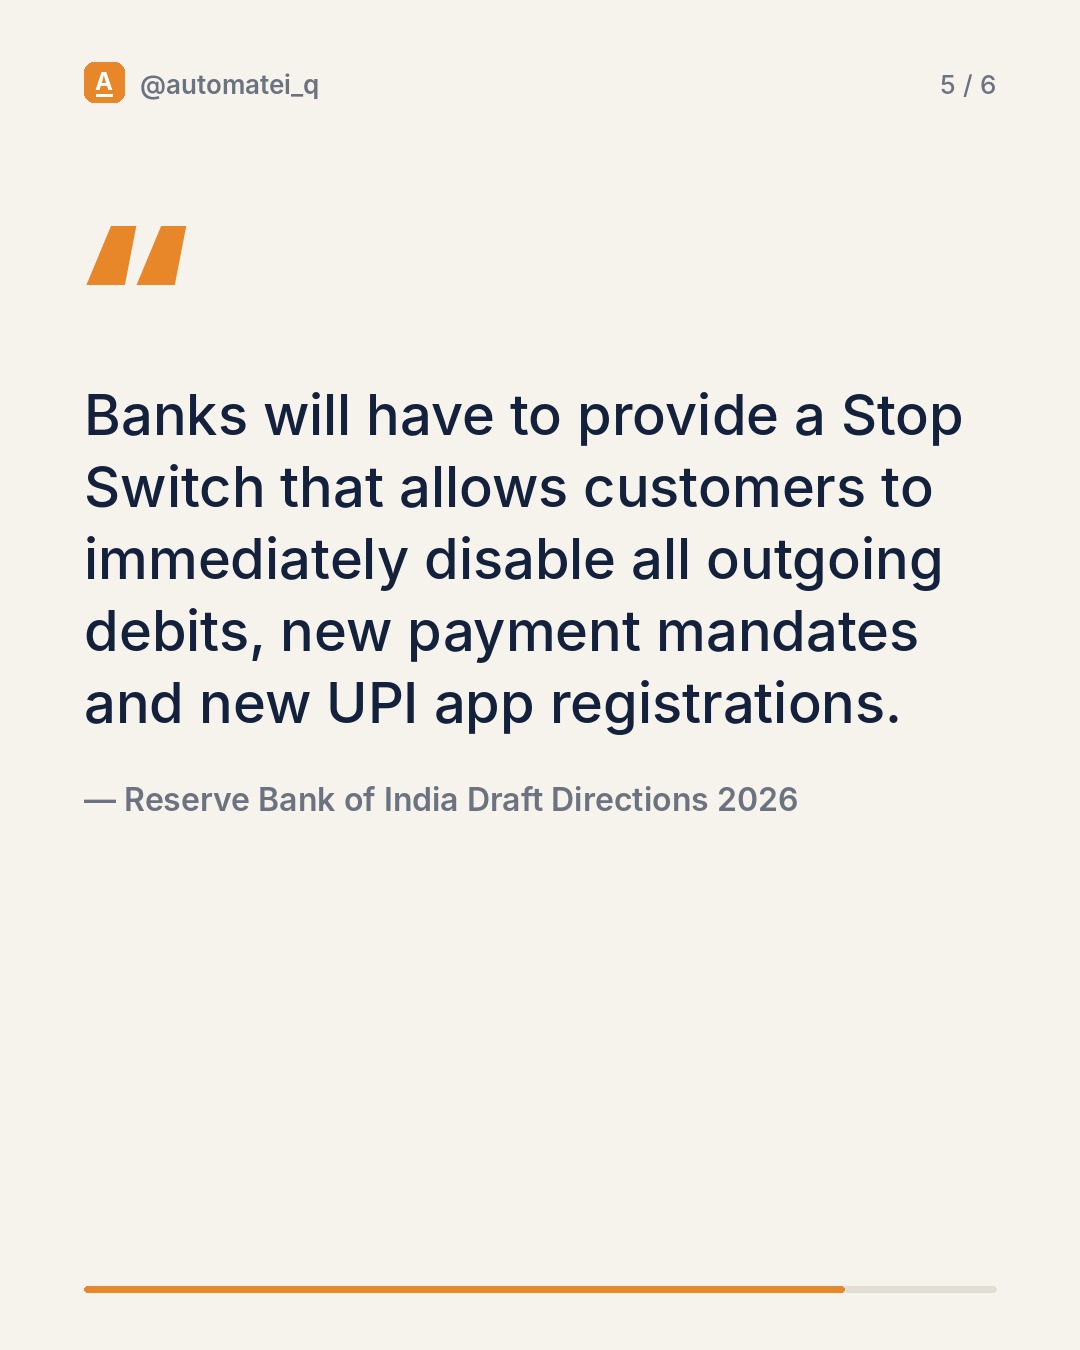 A @automatei_q
5 / 6
“
Banks will have to provide a Stop
Switch that allows customers to
immediately disable all outgoing
debits, new payment mandates
and new UPI app registrations.
— Reserve Bank of India Draft Directions 2026